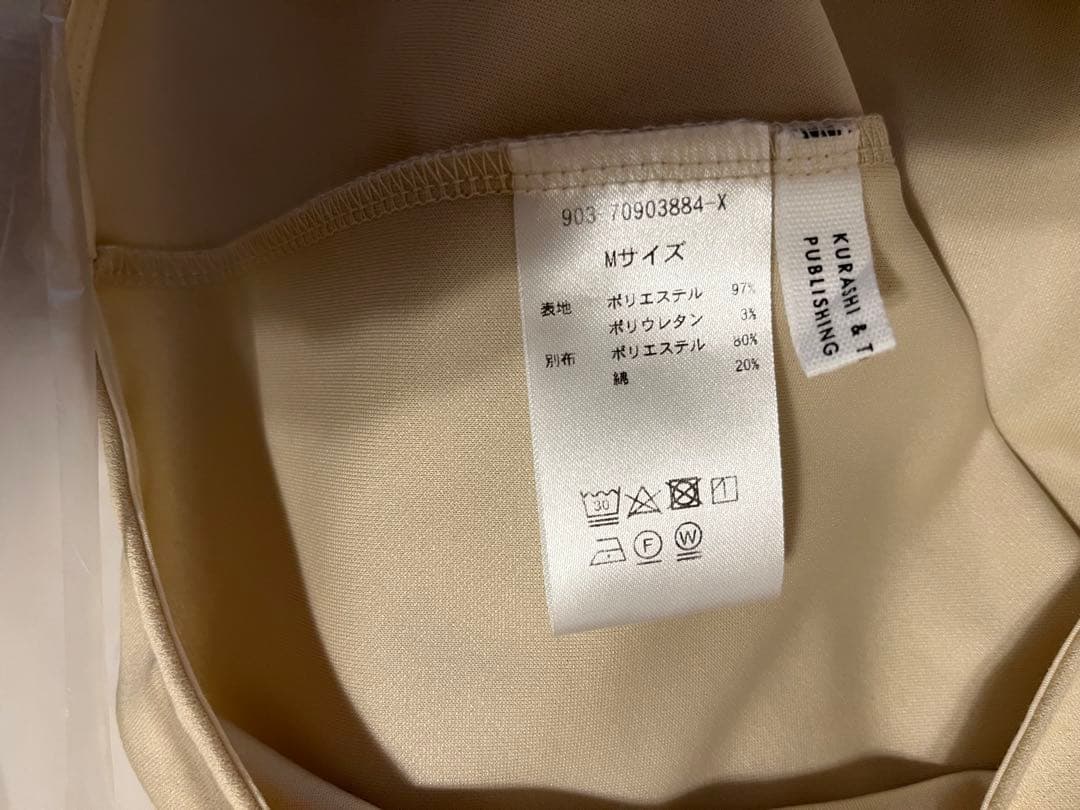 903-70903884-X
Mサイズ
表地 ポリエステル 97%
ポリウレタン 3%
別布 ポリエステル 80%
綿 20%
30
F W
KURASHI & T
PUBLISHING